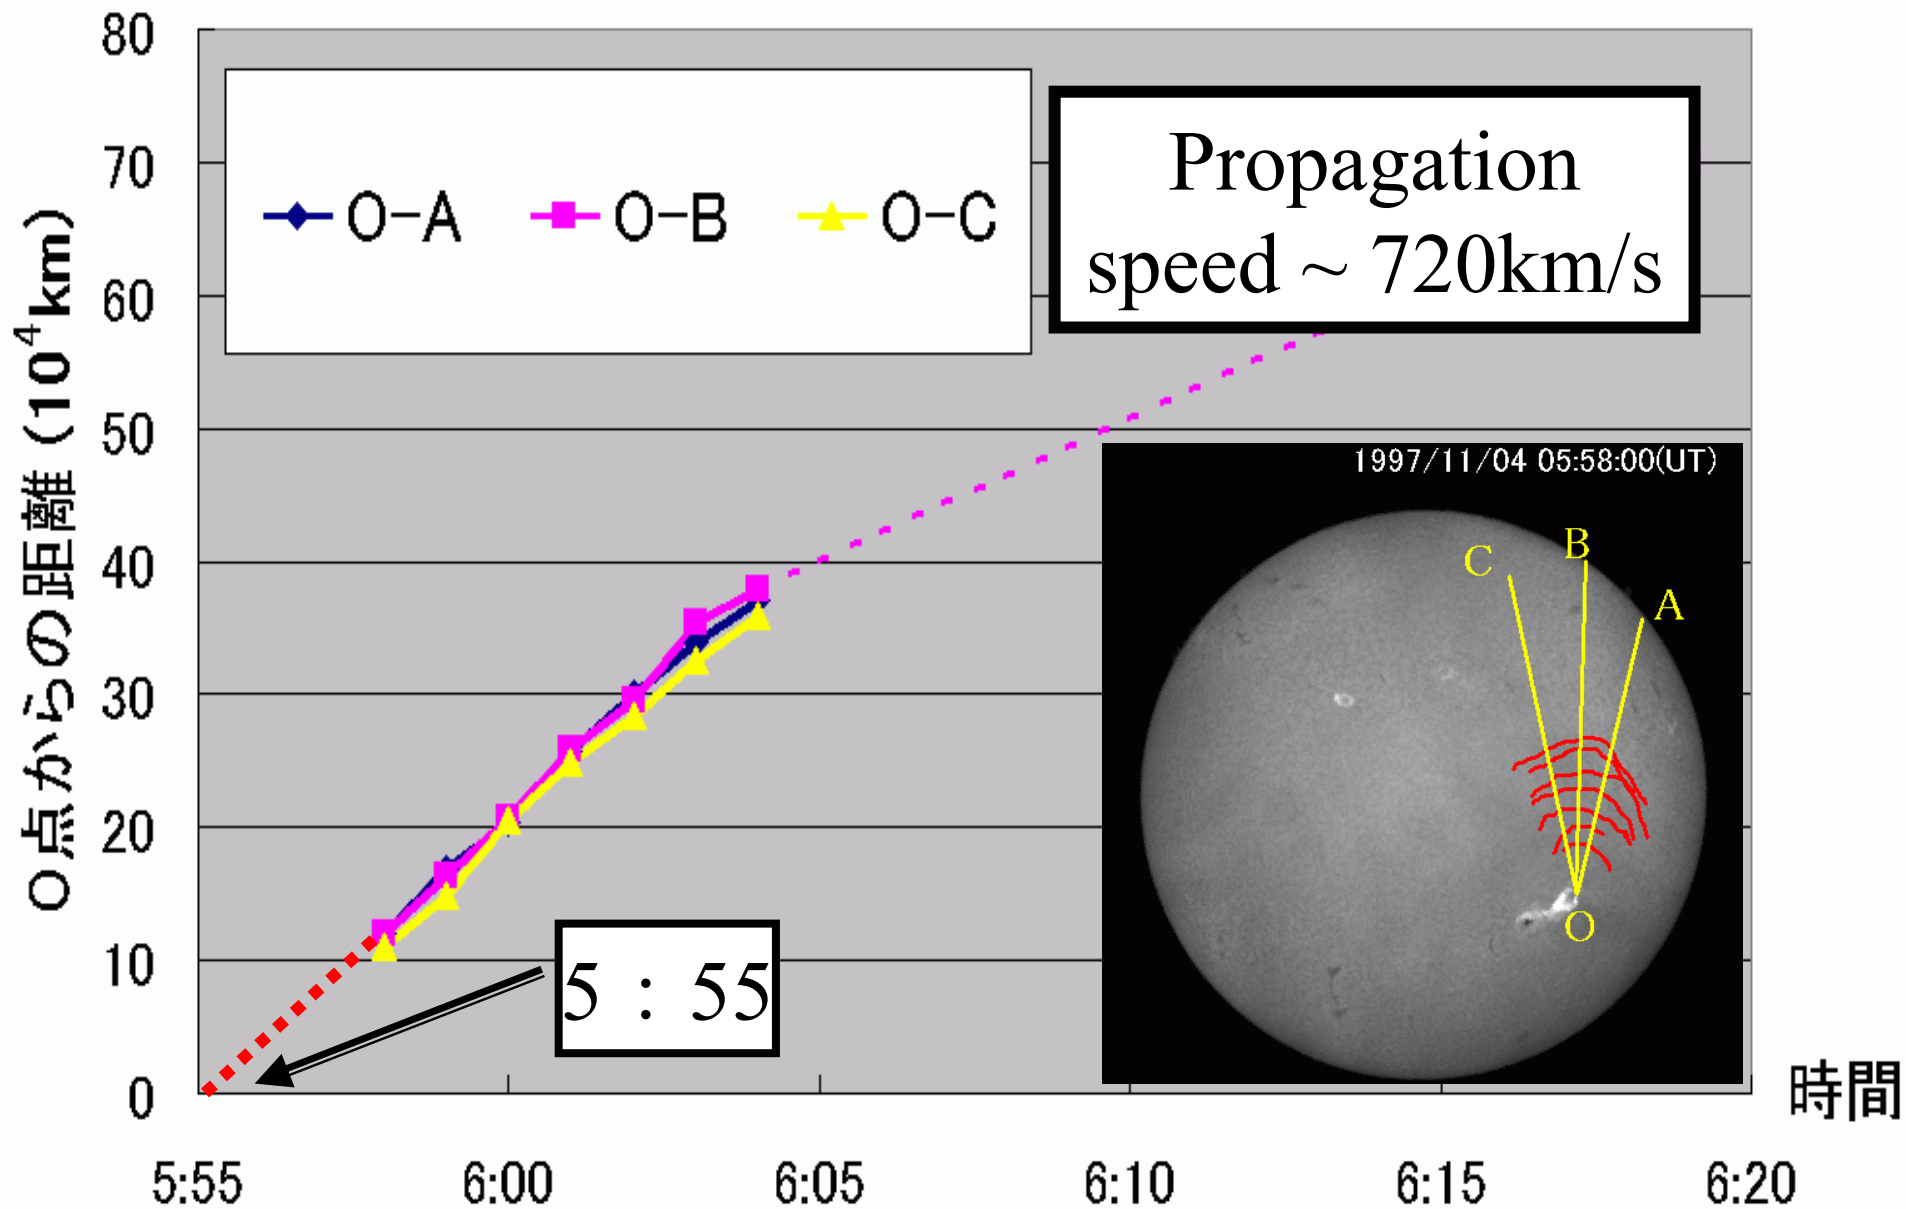 80
70
60
50
40
30
20
10
0
O点からの距離(10⁴km)
O-A O-B O-C
Propagation
speed ~ 720km/s
1997/11/04 05:58:00(UT)
C
B
A
O
5 : 55
時間
5:55 6:00 6:05 6:10 6:15 6:20